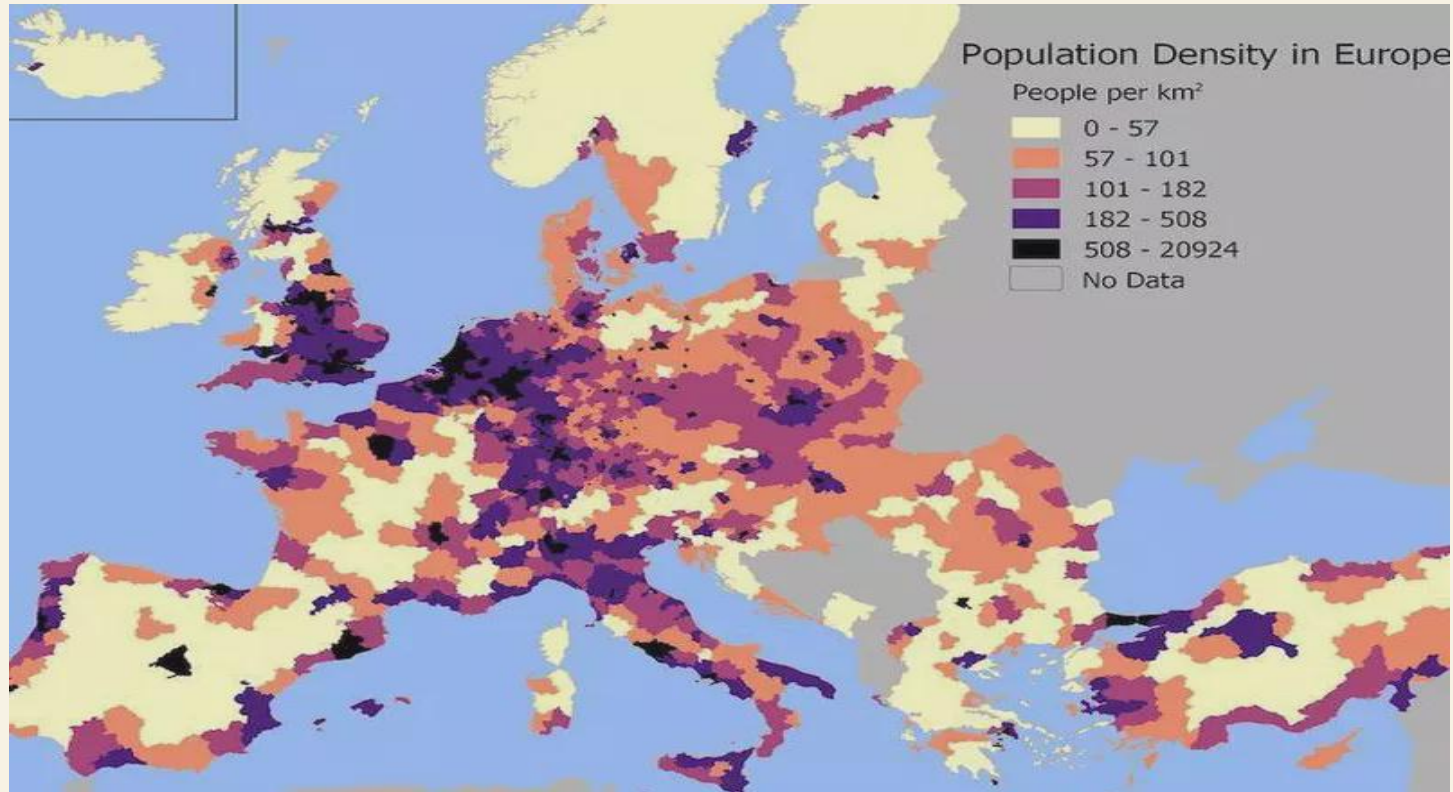 Population Density in Europe
People per km²
0 - 57
57 - 101
101 - 182
182 - 508
508 - 20924
No Data